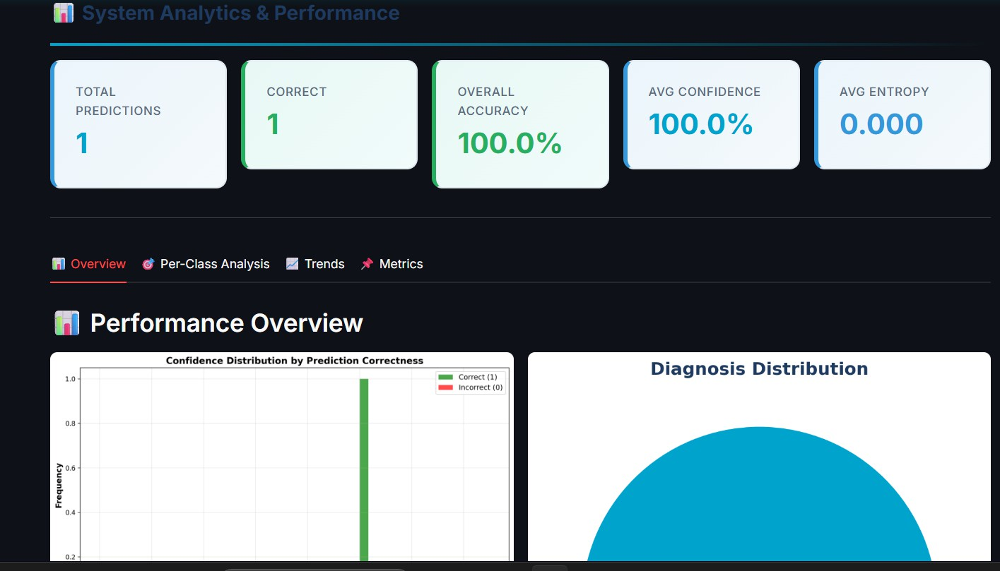 System Analytics & Performance
TOTAL
PREDICTIONS
1
CORRECT
1
OVERALL
ACCURACY
100.0%
AVG CONFIDENCE
100.0%
AVG ENTROPY
0.000
Overview
Per-Class Analysis
Trends
Metrics
Performance Overview
Confidence Distribution by Prediction Correctness
Correct (1)
Incorrect (0)
Frequency
1.0
0.8
0.6
0.4
0.2
Diagnosis Distribution